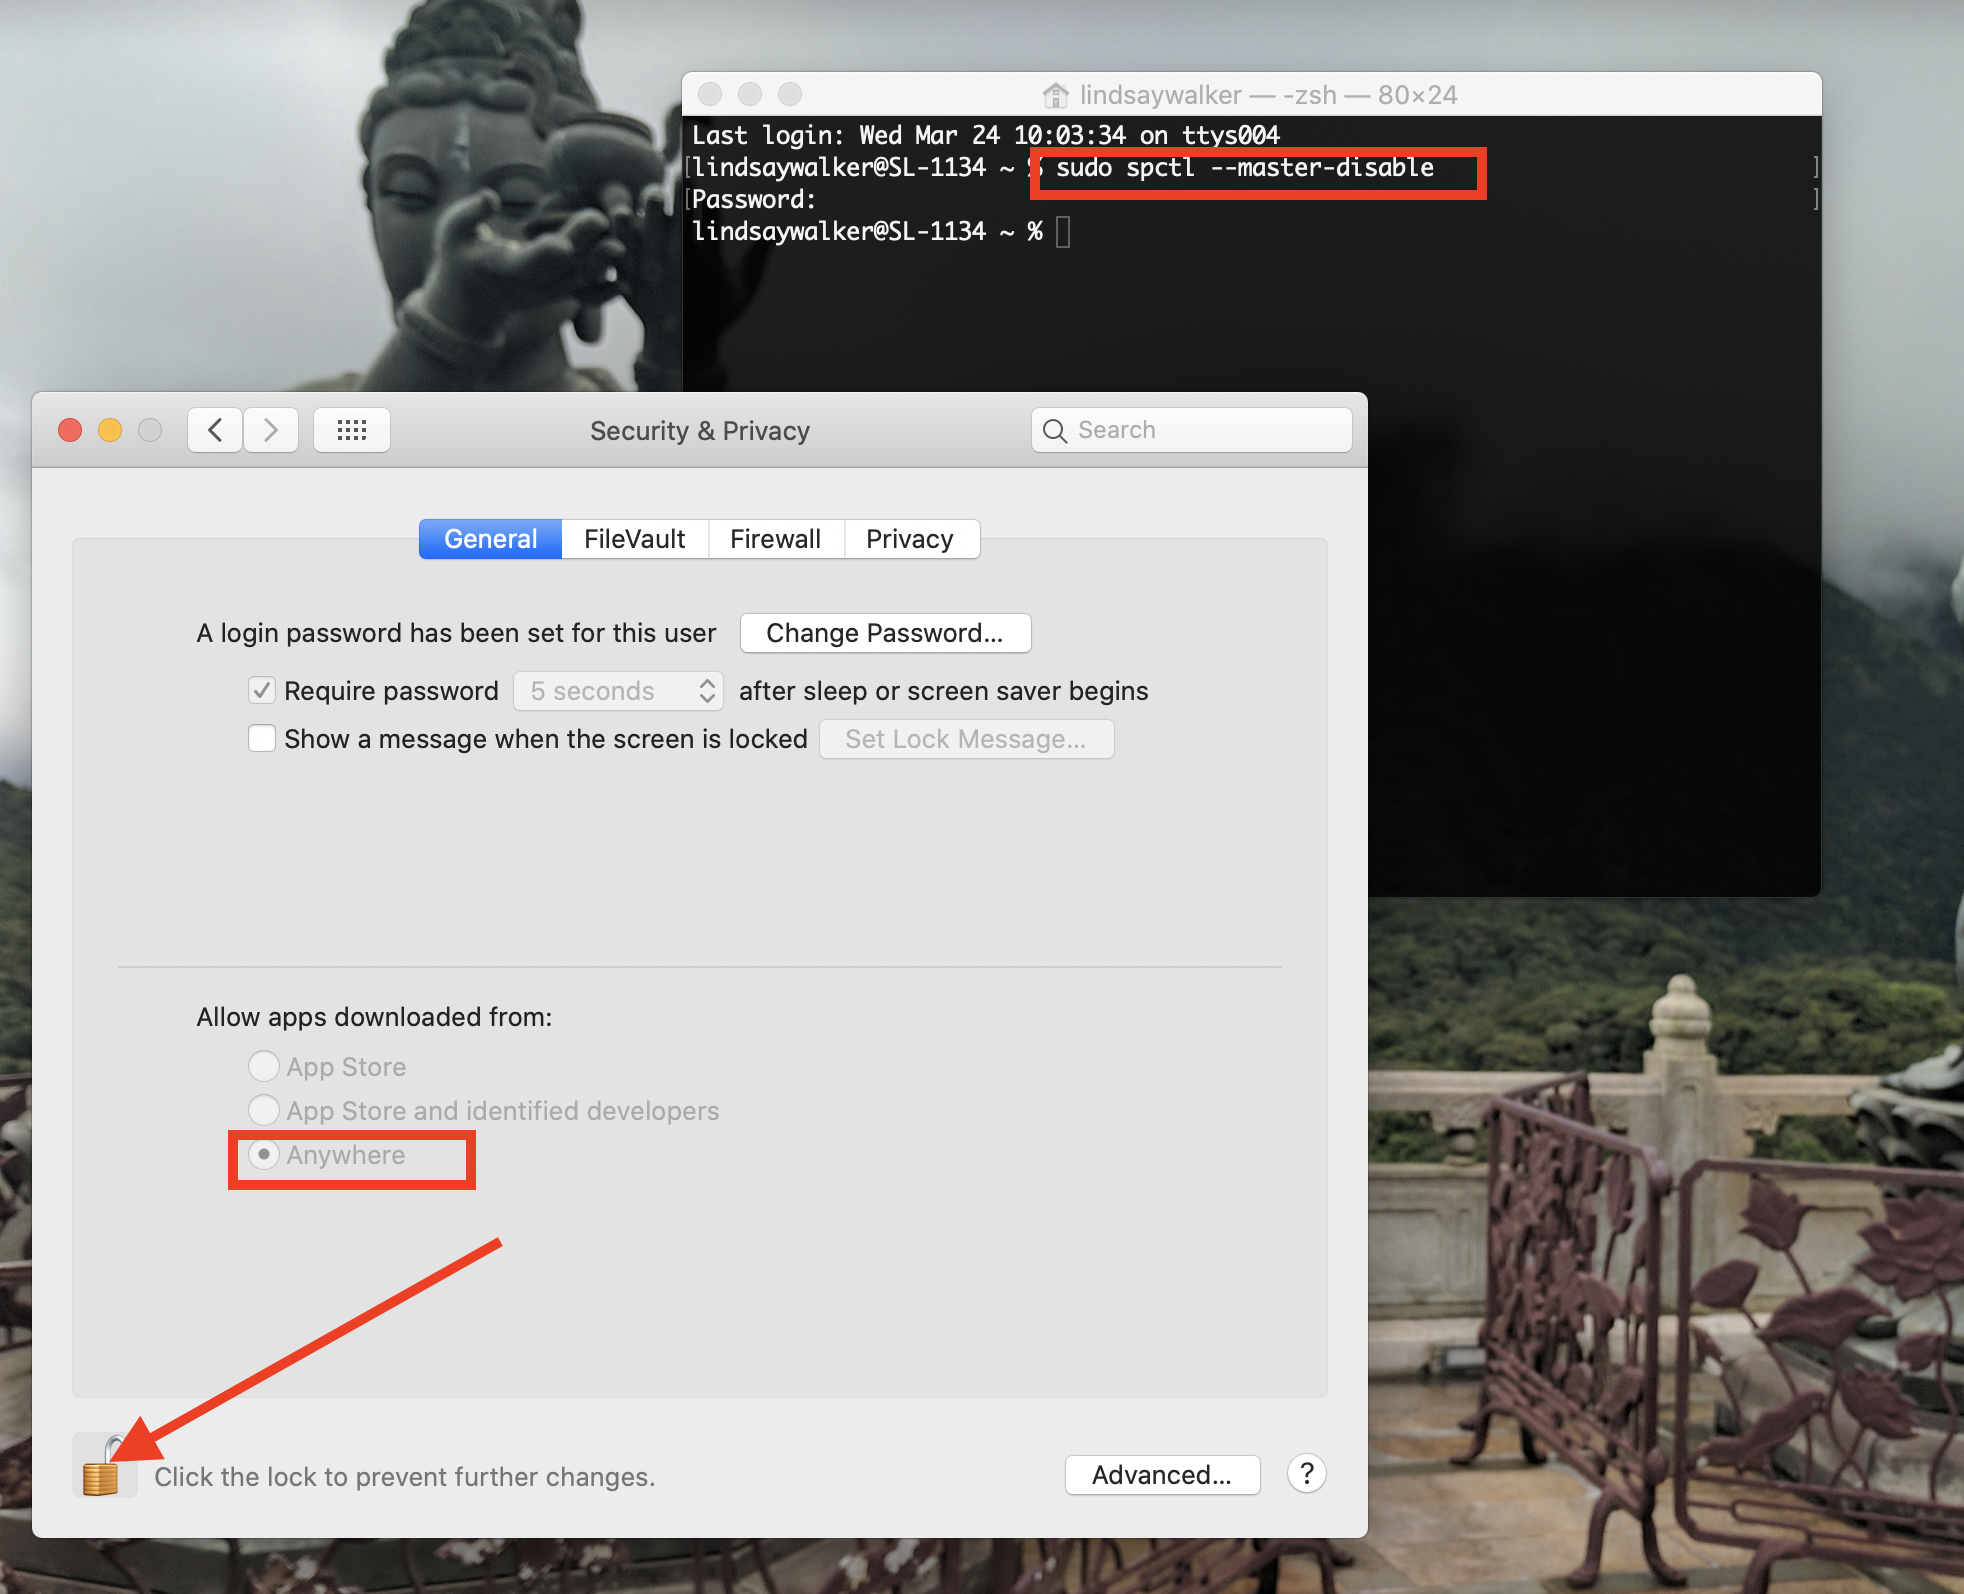 lindsaywalker — -zsh — 80×24
Last login: Wed Mar 24 10:03:34 on ttys004
[lindsaywalker@SL-1134 ~ % sudo spctl --master-disable ]
[Password: ]
lindsaywalker@SL-1134 ~ %
Security & Privacy
Search
General FileVault Firewall Privacy
A login password has been set for this user Change Password...
Require password 5 seconds after sleep or screen saver begins
Show a message when the screen is locked Set Lock Message...
Allow apps downloaded from:
App Store
App Store and identified developers
Anywhere
Click the lock to prevent further changes. Advanced... ?